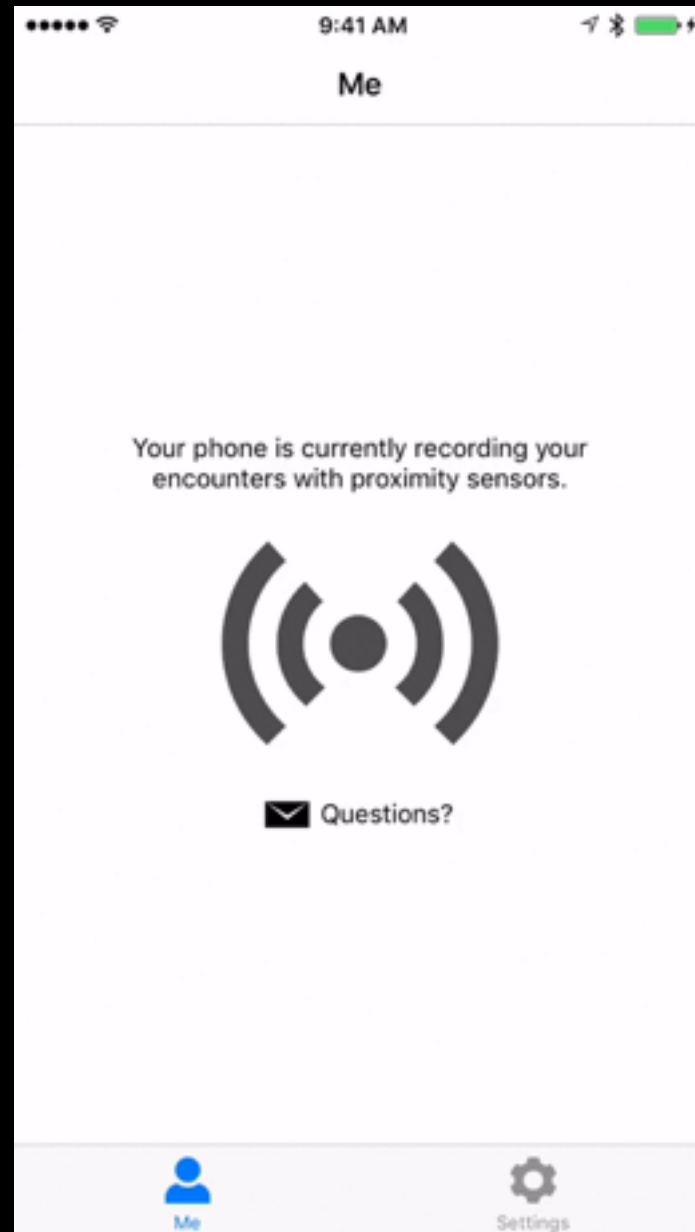 9:41 AM
Me
Your phone is currently recording your
encounters with proximity sensors.
Questions?
Me
Settings